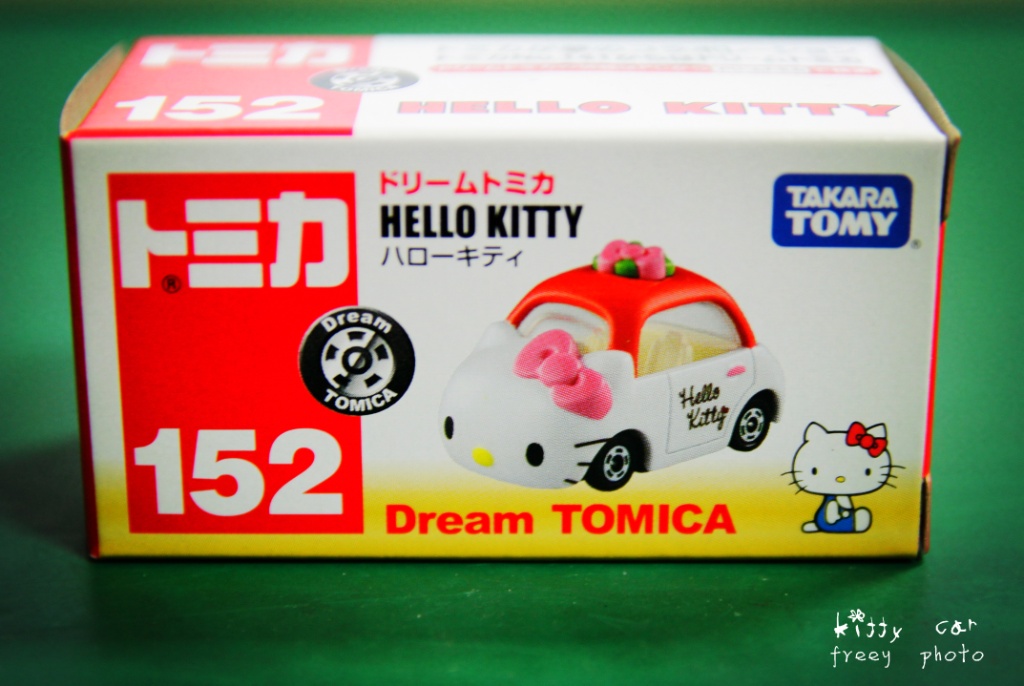 トミカ
152
HELLO KITTY
トミカ®
152
Dream
TOMICA
ドリームトミカ
HELLO KITTY
ハローキティ
TAKARA
TOMY®
Hello
Kitty
Dream TOMICA
kitty car
freey photo